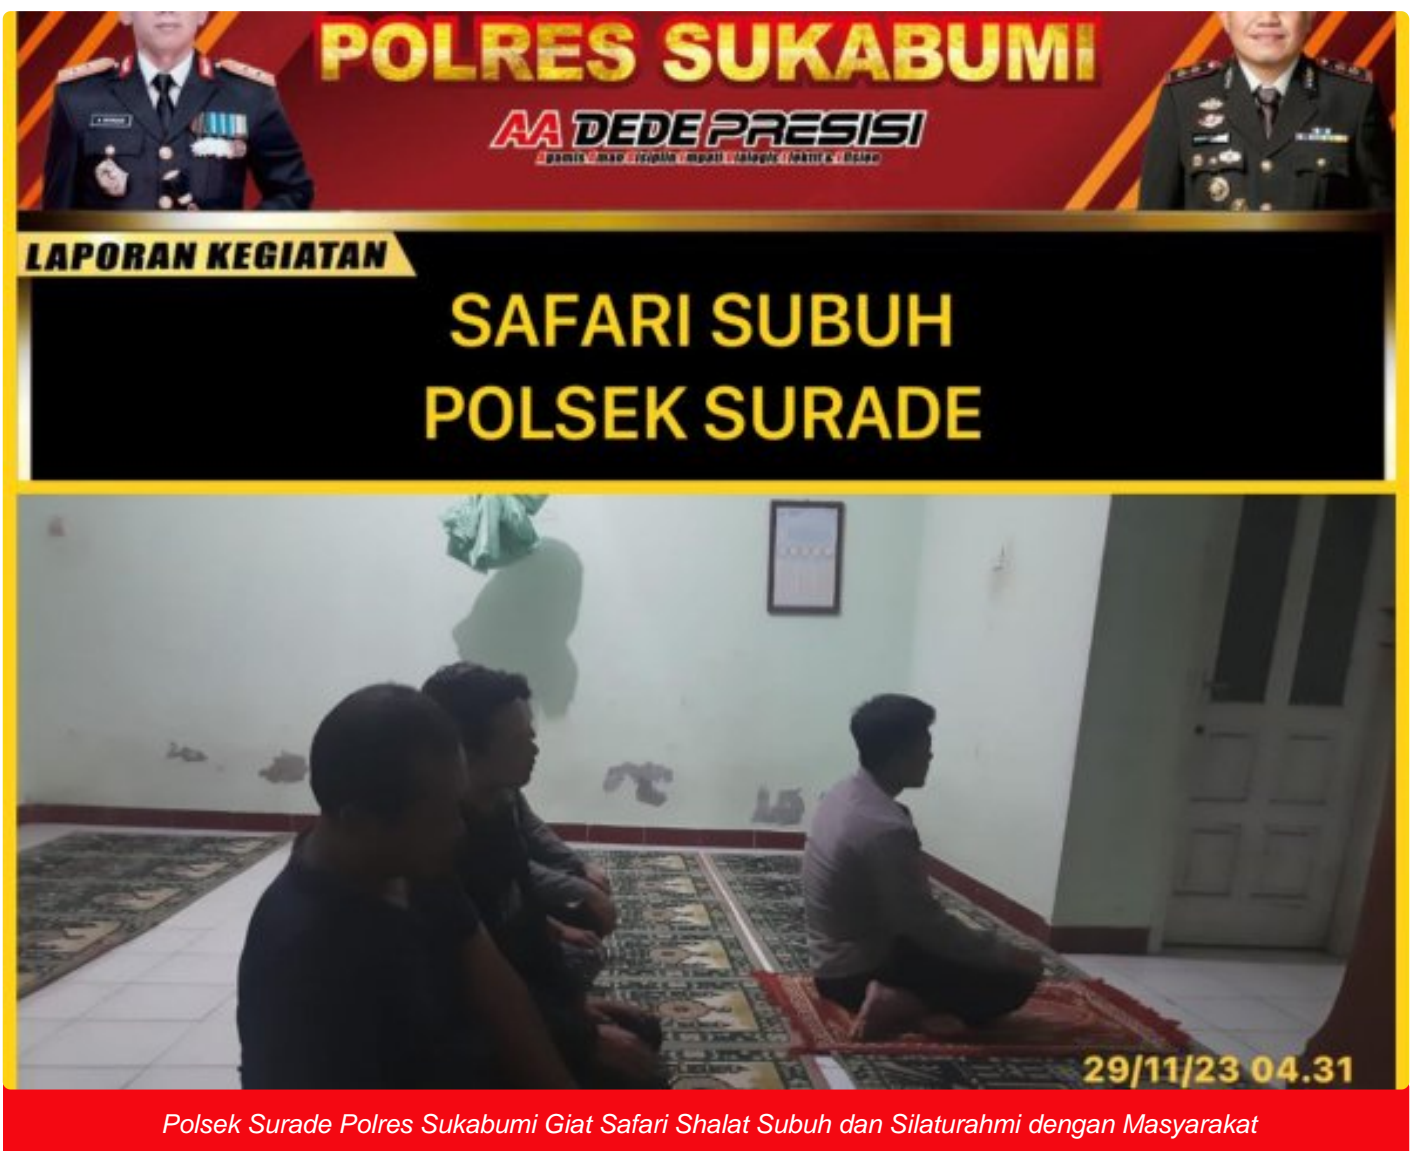 POLRES SUKABUMI
AA DEDE PRESISI
LAPORAN KEGIATAN
SAFARI SUBUH
POLSEK SURADE
29/11/23 04.31
Polsek Surade Polres Sukabumi Giat Safari Shalat Subuh dan Silaturahmi dengan Masyarakat